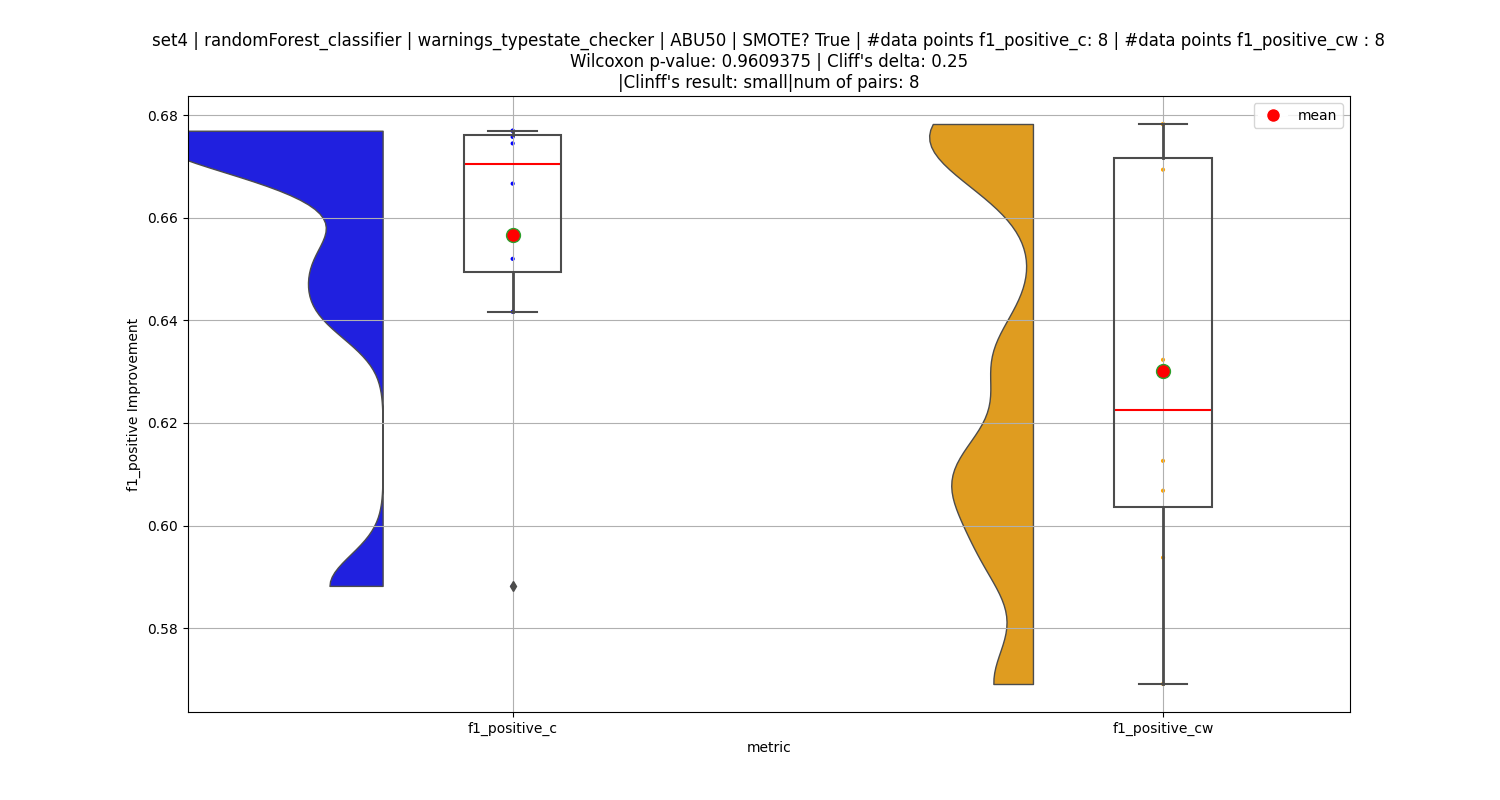 set4 | randomForest_classifier | warnings_typestate_checker | ABU50 | SMOTE? True | #data points f1_positive_c: 8 | #data points f1_positive_cw : 8
Wilcoxon p-value: 0.9609375 | Cliff's delta: 0.25
|Clinff's result: small|num of pairs: 8
mean
0.68
0.66
0.64
0.62
0.60
0.58
f1_positive Improvement
f1_positive_c
f1_positive_cw
metric